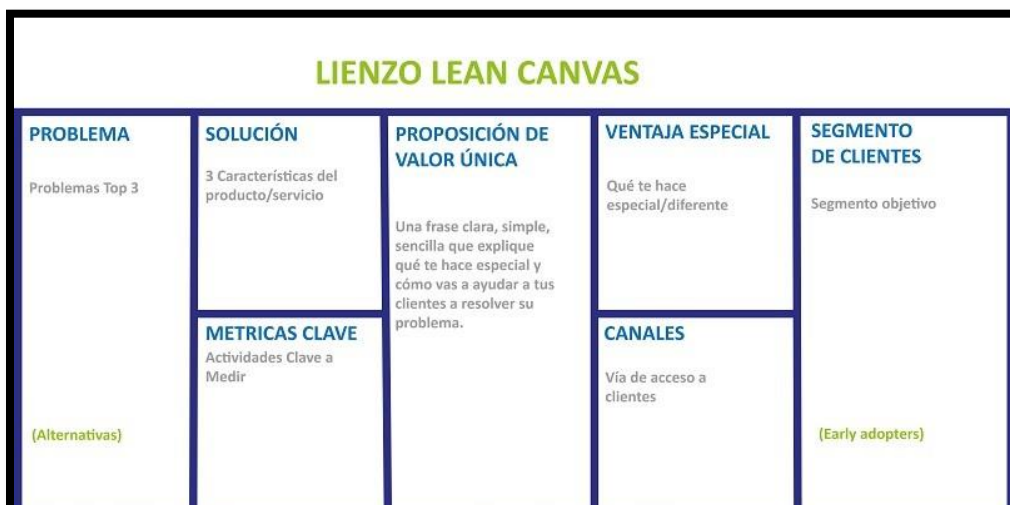 LIENZO LEAN CANVAS
PROBLEMA
Problemas Top 3
(Alternativas)
SOLUCIÓN
3 Características del
producto/servicio
METRICAS CLAVE
Actividades Clave a
Medir
PROPOSICIÓN DE
VALOR ÚNICA
Una frase clara, simple,
sencilla que explique
qué te hace especial y
cómo vas a ayudar a tus
clientes a resolver su
problema.
VENTAJA ESPECIAL
Qué te hace
especial/diferente
CANALES
Vía de acceso a
clientes
SEGMENTO
DE CLIENTES
Segmento objetivo
(Early adopters)